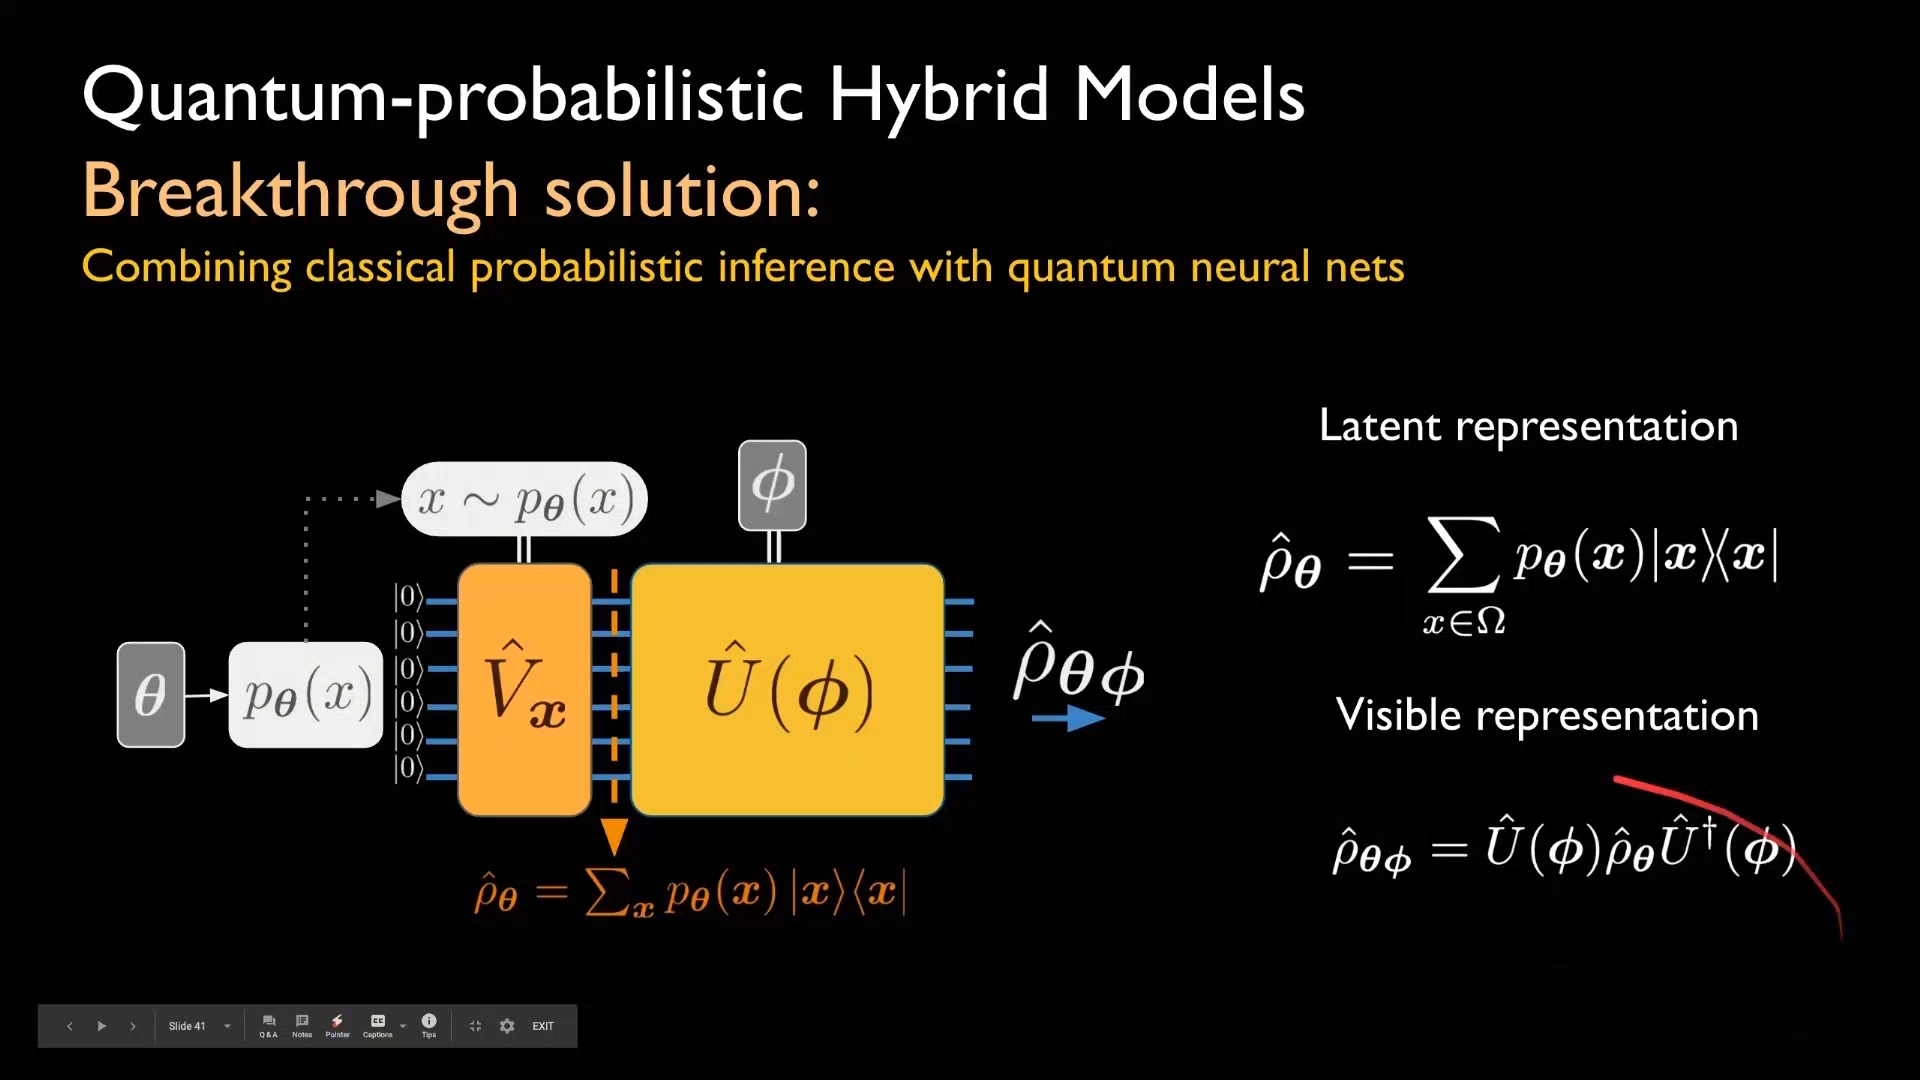 Quantum-probabilistic Hybrid Models
Breakthrough solution:
Combining classical probabilistic inference with quantum neural nets
Latent representation
ρ̂_θ = ∑_{x∈Ω} p_θ(x)|x⟩⟨x|
Visible representation
ρ̂_θϕ = Û(ϕ)ρ̂_θÛ†(ϕ)
x ∼ p_θ(x)
ϕ
θ
p_θ(x)
|0⟩
|0⟩
|0⟩
|0⟩
|0⟩
|0⟩
V̂_x
Û(ϕ)
ρ̂_θϕ
ρ̂_θ = ∑_x p_θ(x) |x⟩⟨x|
Slide 41
Q&A
Notes
Pointer
CC
Captions
Tips
EXIT